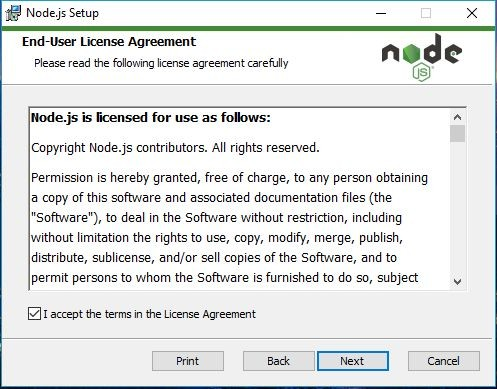 Node.js Setup
End-User License Agreement
Please read the following license agreement carefully
node
JS
Node.js is licensed for use as follows:
Copyright Node.js contributors. All rights reserved.
Permission is hereby granted, free of charge, to any person obtaining
a copy of this software and associated documentation files (the
"Software"), to deal in the Software without restriction, including
without limitation the rights to use, copy, modify, merge, publish,
distribute, sublicense, and/or sell copies of the Software, and to
permit persons to whom the Software is furnished to do so, subject
I accept the terms in the License Agreement
Print
Back
Next
Cancel